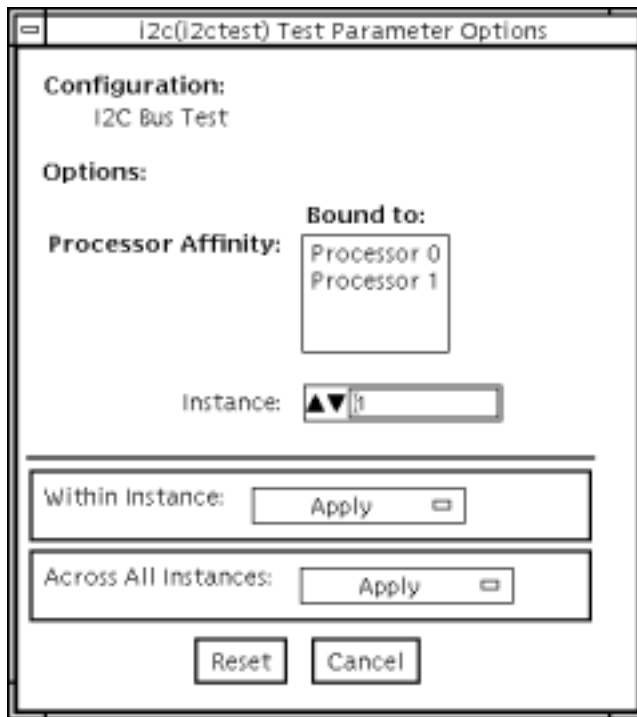 i2c(i2ctest) Test Parameter Options
Configuration:
I2C Bus Test
Options:
Bound to:
Processor Affinity:
Processor 0
Processor 1
Instance:
1
Within Instance:
Apply
Across All Instances:
Apply
Reset
Cancel